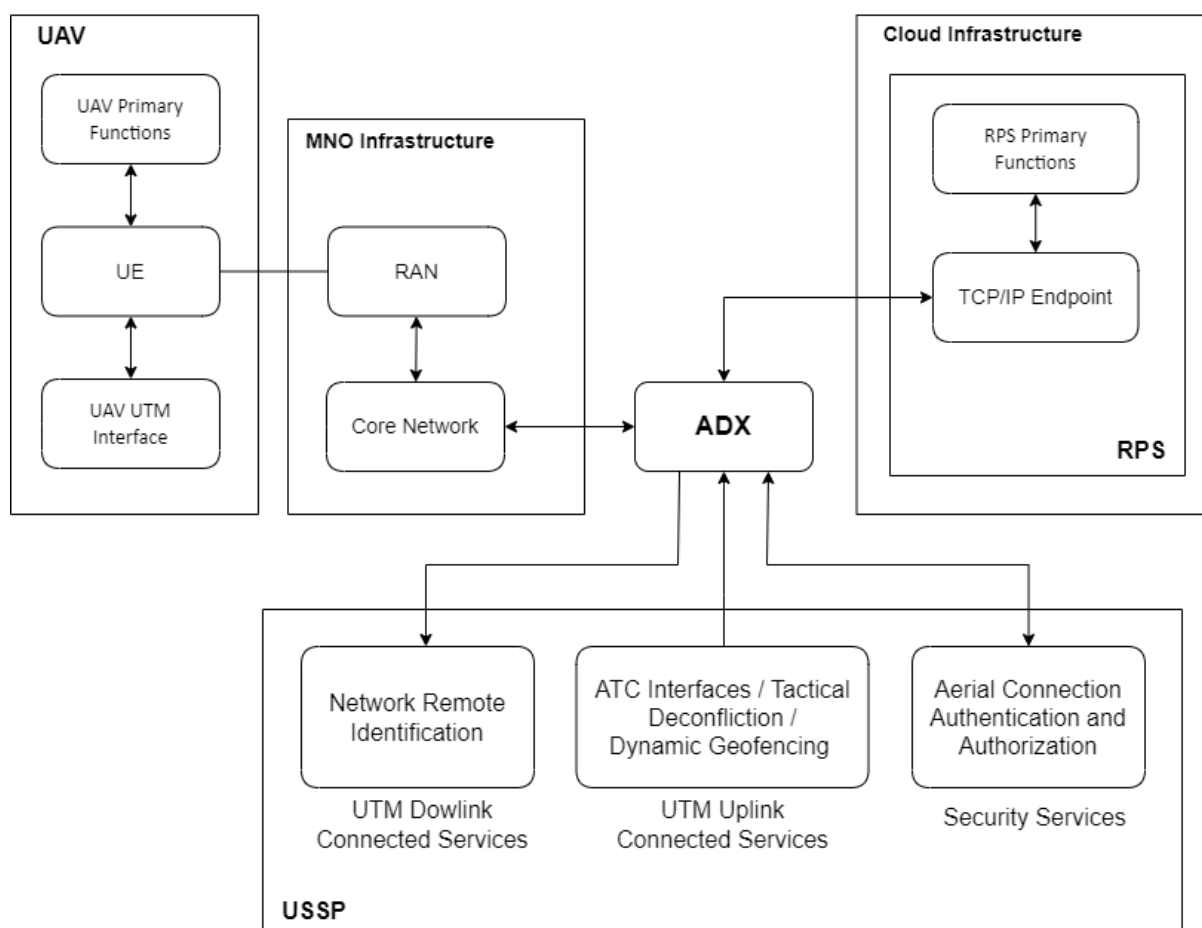 UAV
UAV Primary
Functions
UE
UAV UTM
Interface
MNO Infrastructure
RAN
Core Network
ADX
Cloud Infrastructure
RPS Primary
Functions
TCP/IP Endpoint
RPS
Network Remote
Identification
UTM Dowlink
Connected Services
ATC Interfaces / Tactical
Deconfliction /
Dynamic Geofencing
UTM Uplink
Connected Services
Aerial Connection
Authentication and
Authorization
Security Services
USSP